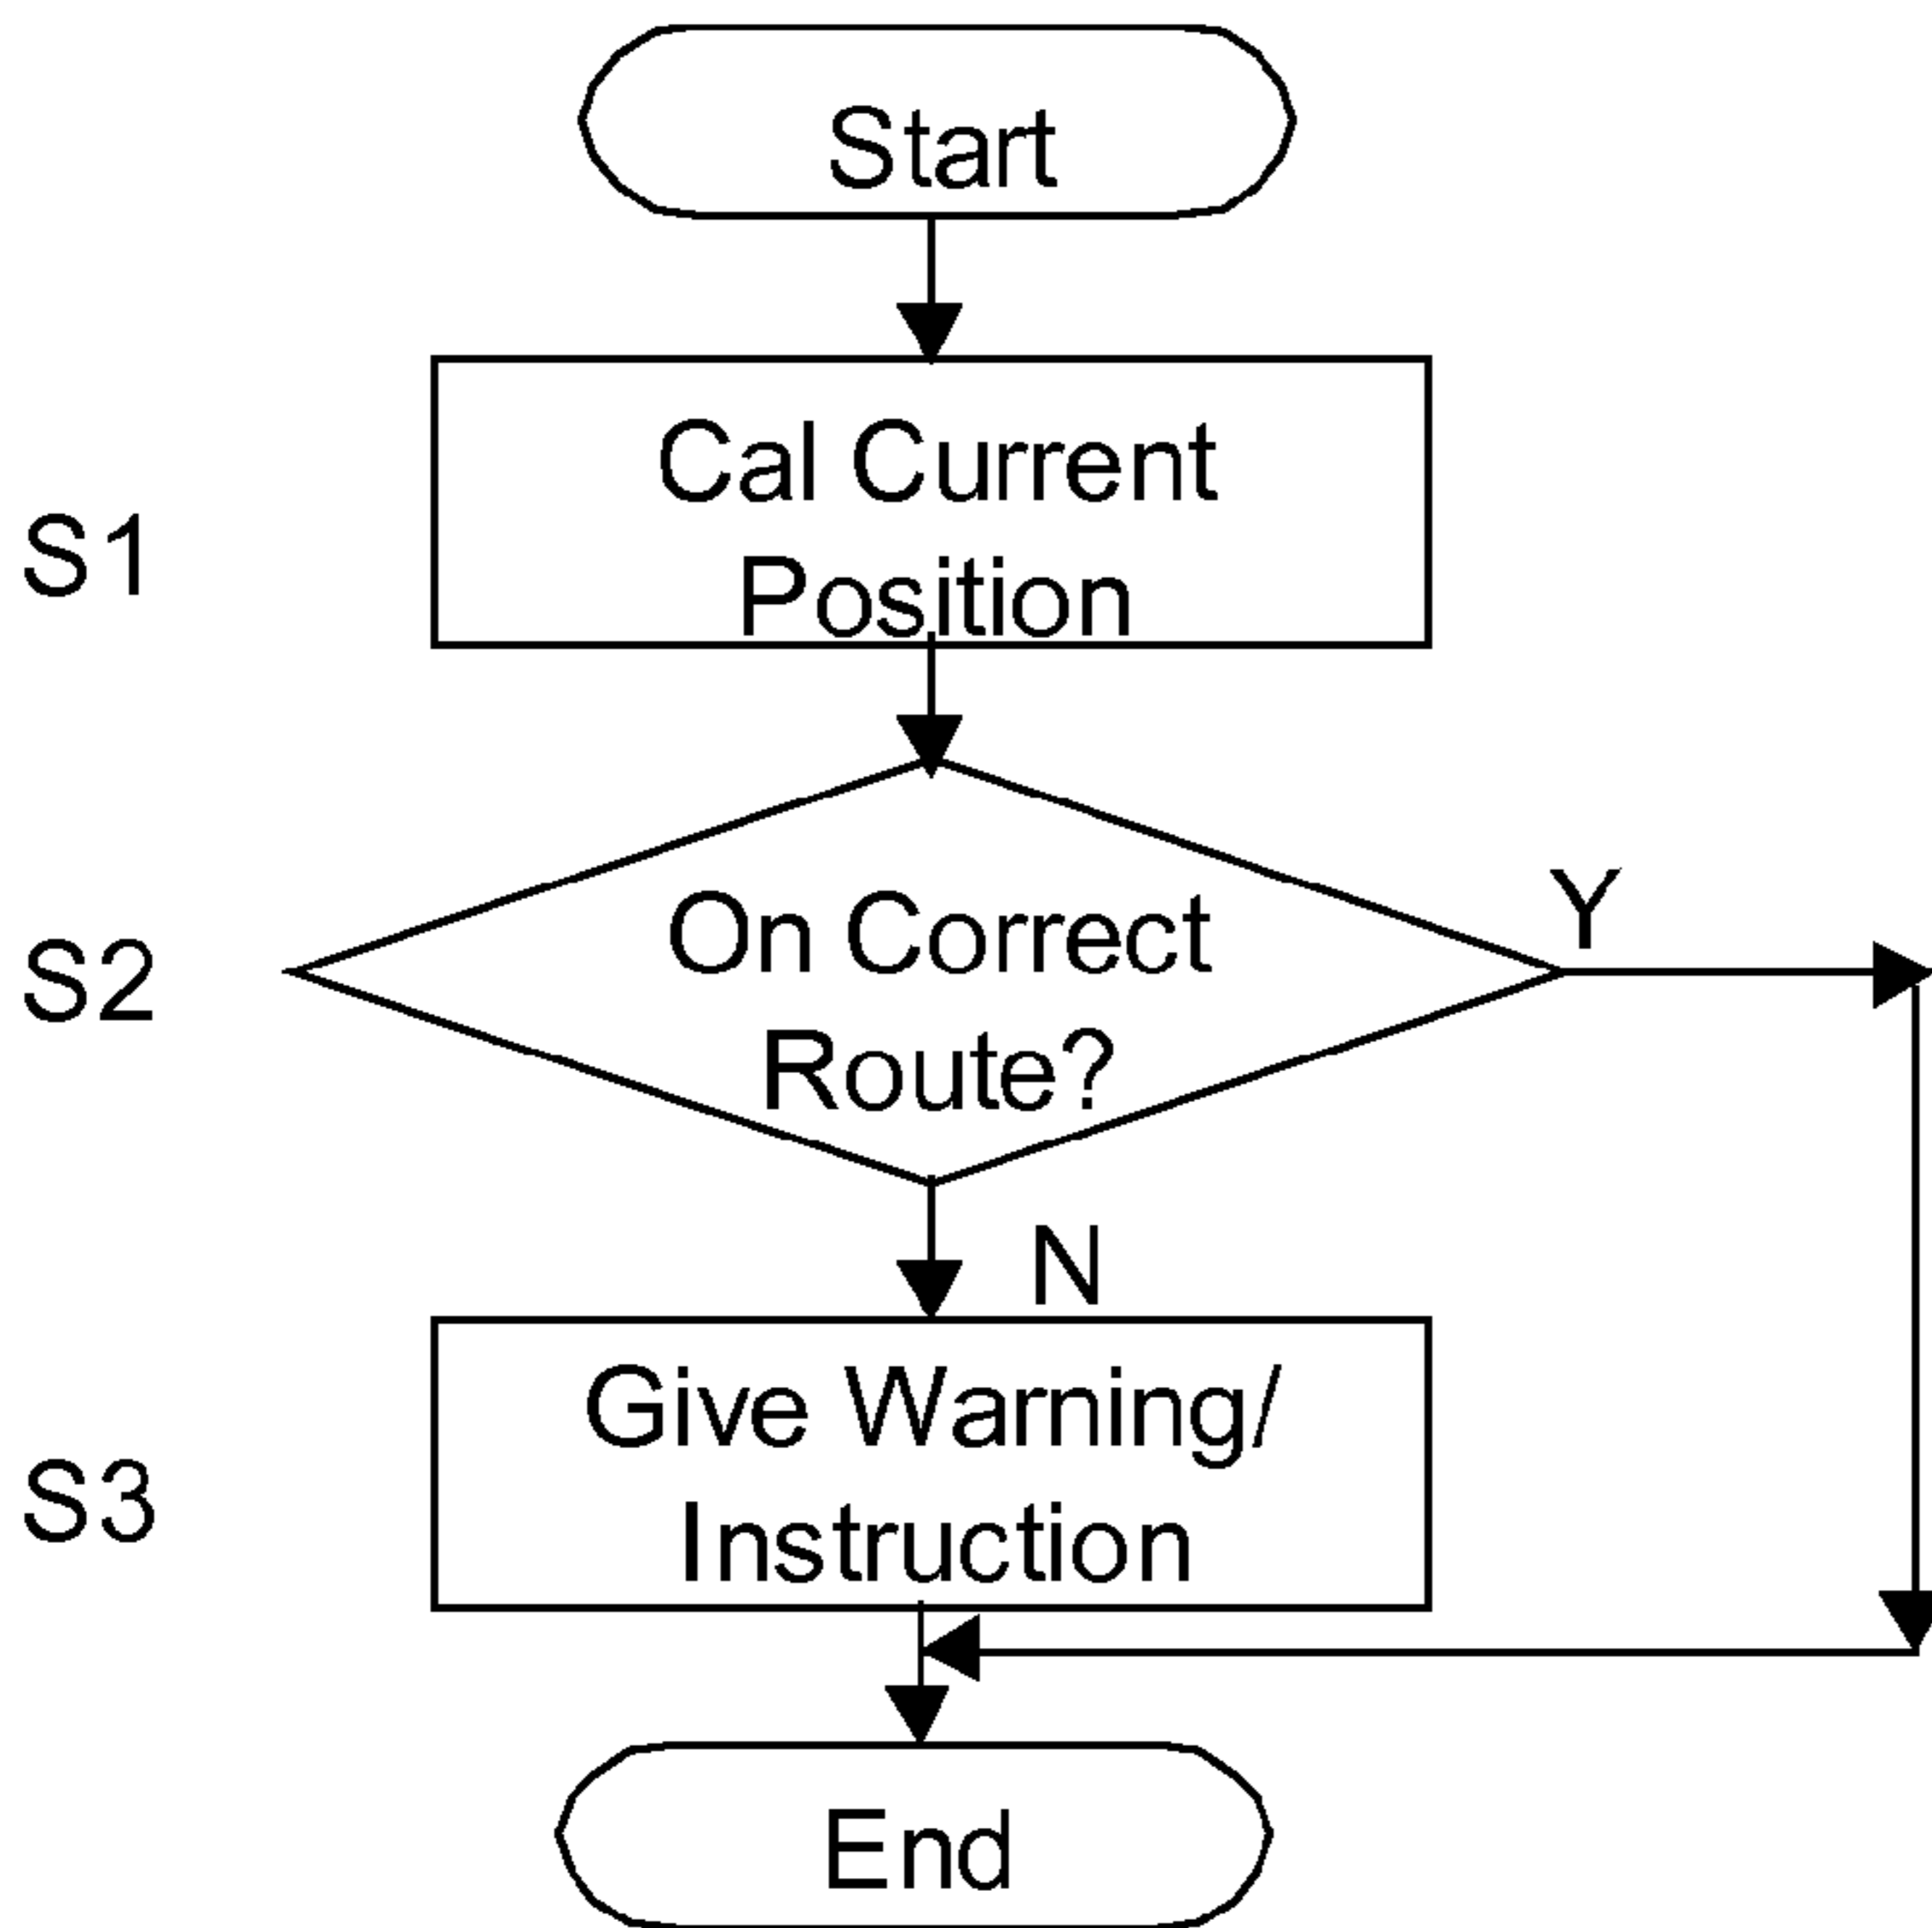 Start
Cal Current
Position
S1
On Correct
Route?
Y
S2
N
Give Warning/
Instruction
S3
End